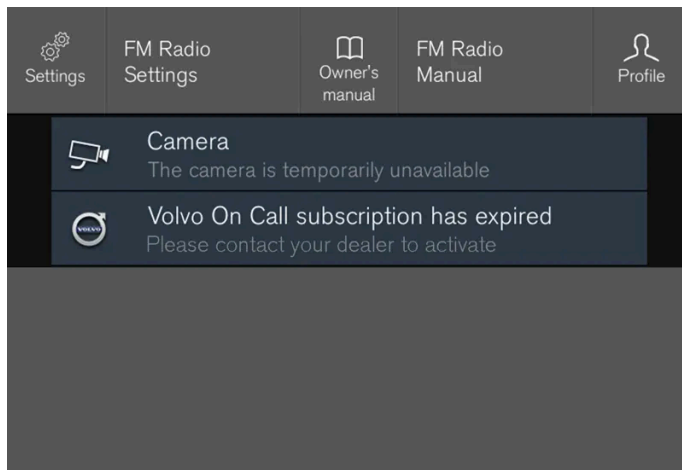 Settings
FM Radio
Settings
Owner's
manual
FM Radio
Manual
Profile
Camera
The camera is temporarily unavailable
VOLVO
Volvo On Call subscription has expired
Please contact your dealer to activate